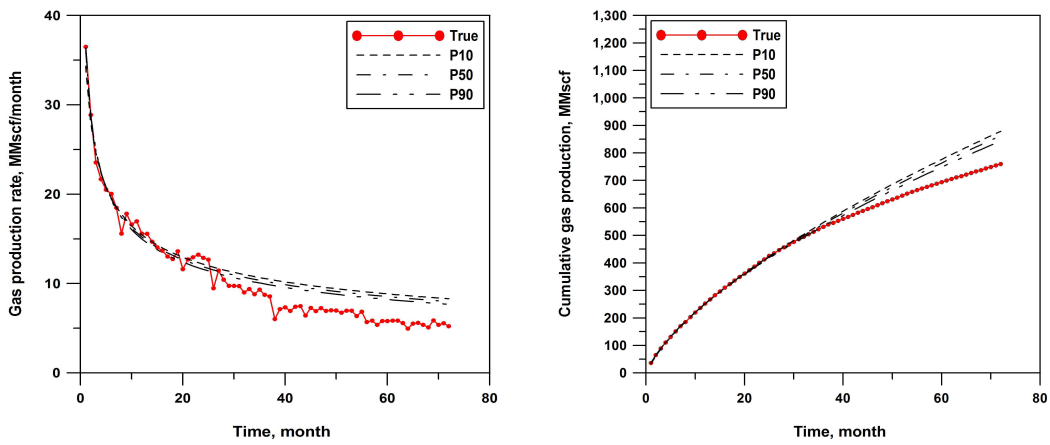 40
30
20
10
0
0
20
40
60
80
Gas production rate, MMscf/month
Time, month
True
P10
P50
P90
1,300
1,200
1,100
1,000
900
800
700
600
500
400
300
200
100
0
0
20
40
60
80
Cumulative gas production, MMscf
Time, month
True
P10
P50
P90